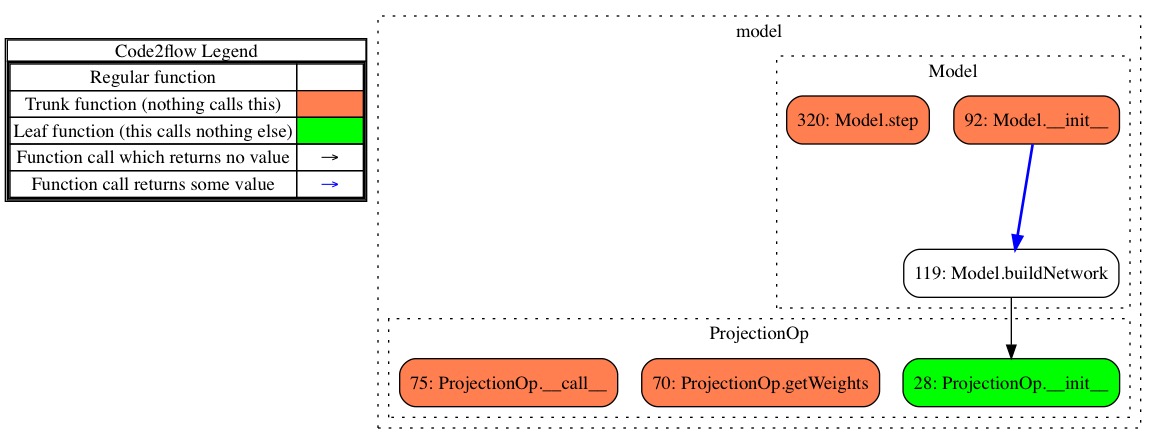 Code2flow Legend
Regular function
Trunk function (nothing calls this)
Leaf function (this calls nothing else)
Function call which returns no value →
Function call returns some value →
model
Model
320: Model.step
92: Model.__init__
119: Model.buildNetwork
ProjectionOp
75: ProjectionOp.__call__
70: ProjectionOp.getWeights
28: ProjectionOp.__init__